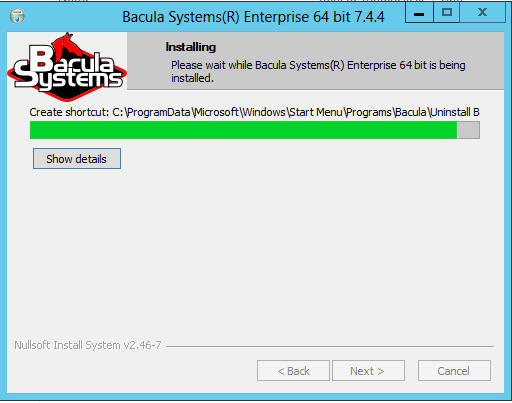 Bacula Systems(R) Enterprise 64 bit 7.4.4
Bacula
Systems
Installing
Please wait while Bacula Systems(R) Enterprise 64 bit is being
installed.
Create shortcut: C:\ProgramData\Microsoft\Windows\Start Menu\Programs\Bacula\Uninstall B
Show details
Nullsoft Install System v2.46-7
< Back
Next >
Cancel